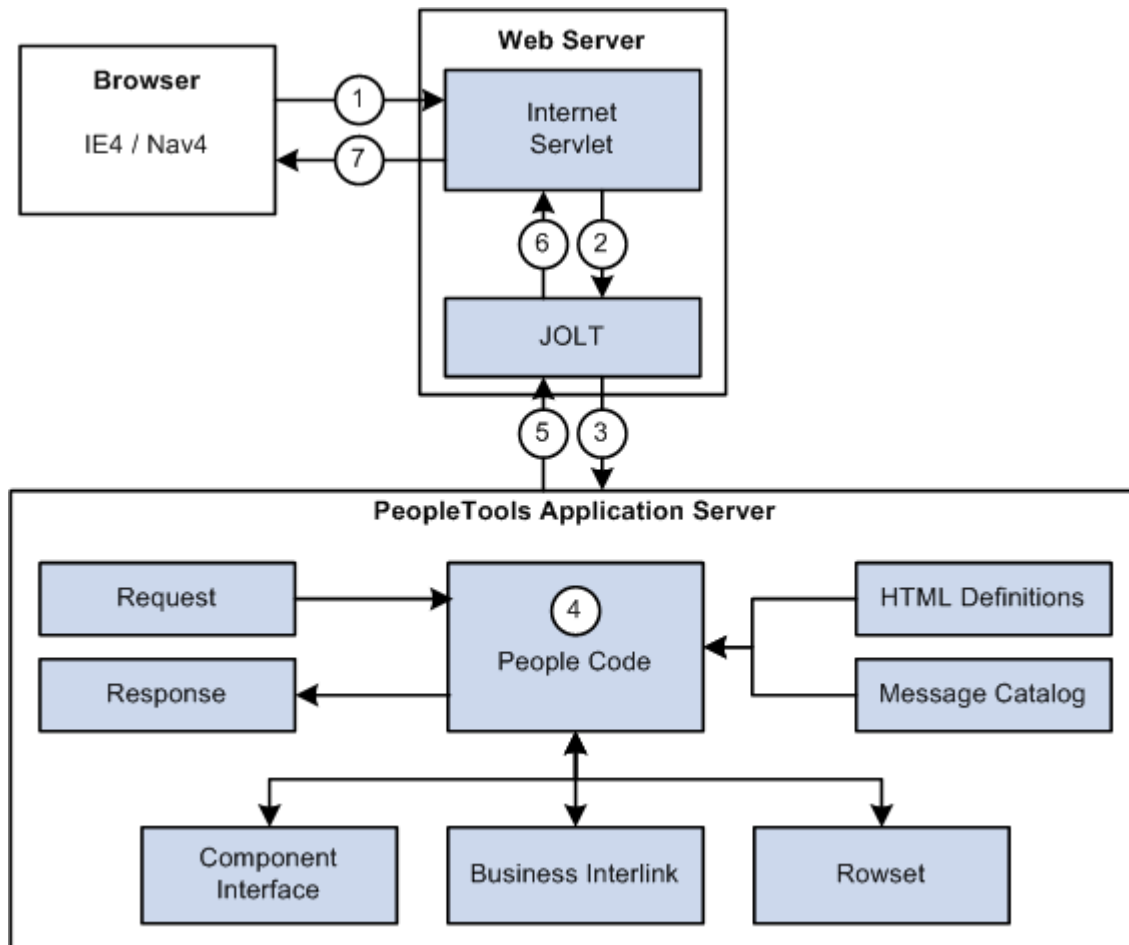 Web Server
Browser
IE4 / Nav4
1
7
Internet
Servlet
6
2
JOLT
5
3
PeopleTools Application Server
Request
Response
4
People Code
HTML Definitions
Message Catalog
Component
Interface
Business Interlink
Rowset